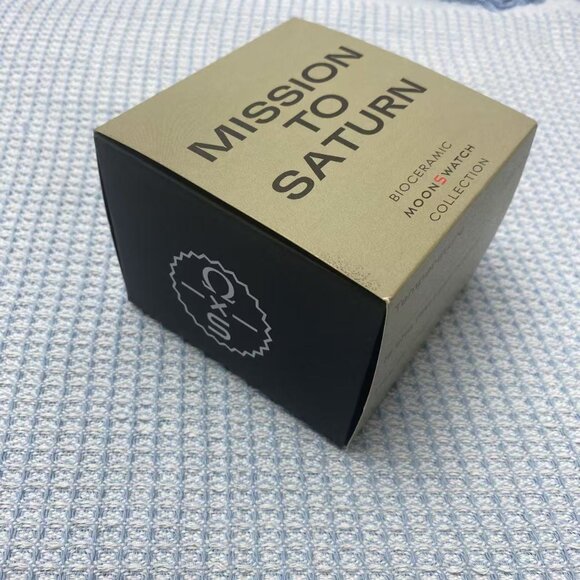 MISSION
TO
SATURN
BIOCERAMIC
MOONSWATCH
COLLECTION
Ω×S